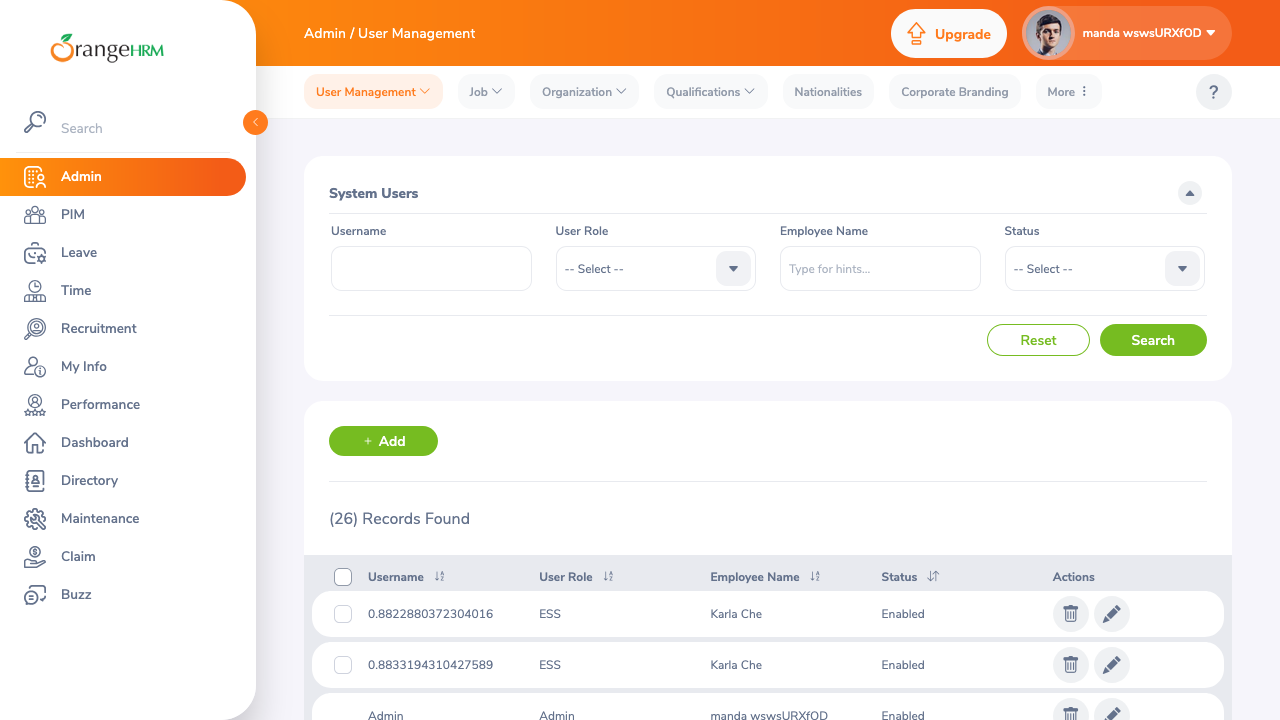 OrangeHRM
Search
Admin
PIM
Leave
Time
Recruitment
My Info
Performance
Dashboard
Directory
Maintenance
Claim
Buzz
Admin / User Management
Upgrade
manda wswsURXfOD
User Management
Job
Organization
Qualifications
Nationalities
Corporate Branding
More
?
System Users
Username
User Role
Employee Name
Status
-- Select --
Type for hints...
-- Select --
Reset
Search
+ Add
(26) Records Found
Username User Role Employee Name Status Actions
0.8822880372304016 ESS Karla Che Enabled
0.8833194310427589 ESS Karla Che Enabled
Admin Admin manda wswsURXfOD Enabled